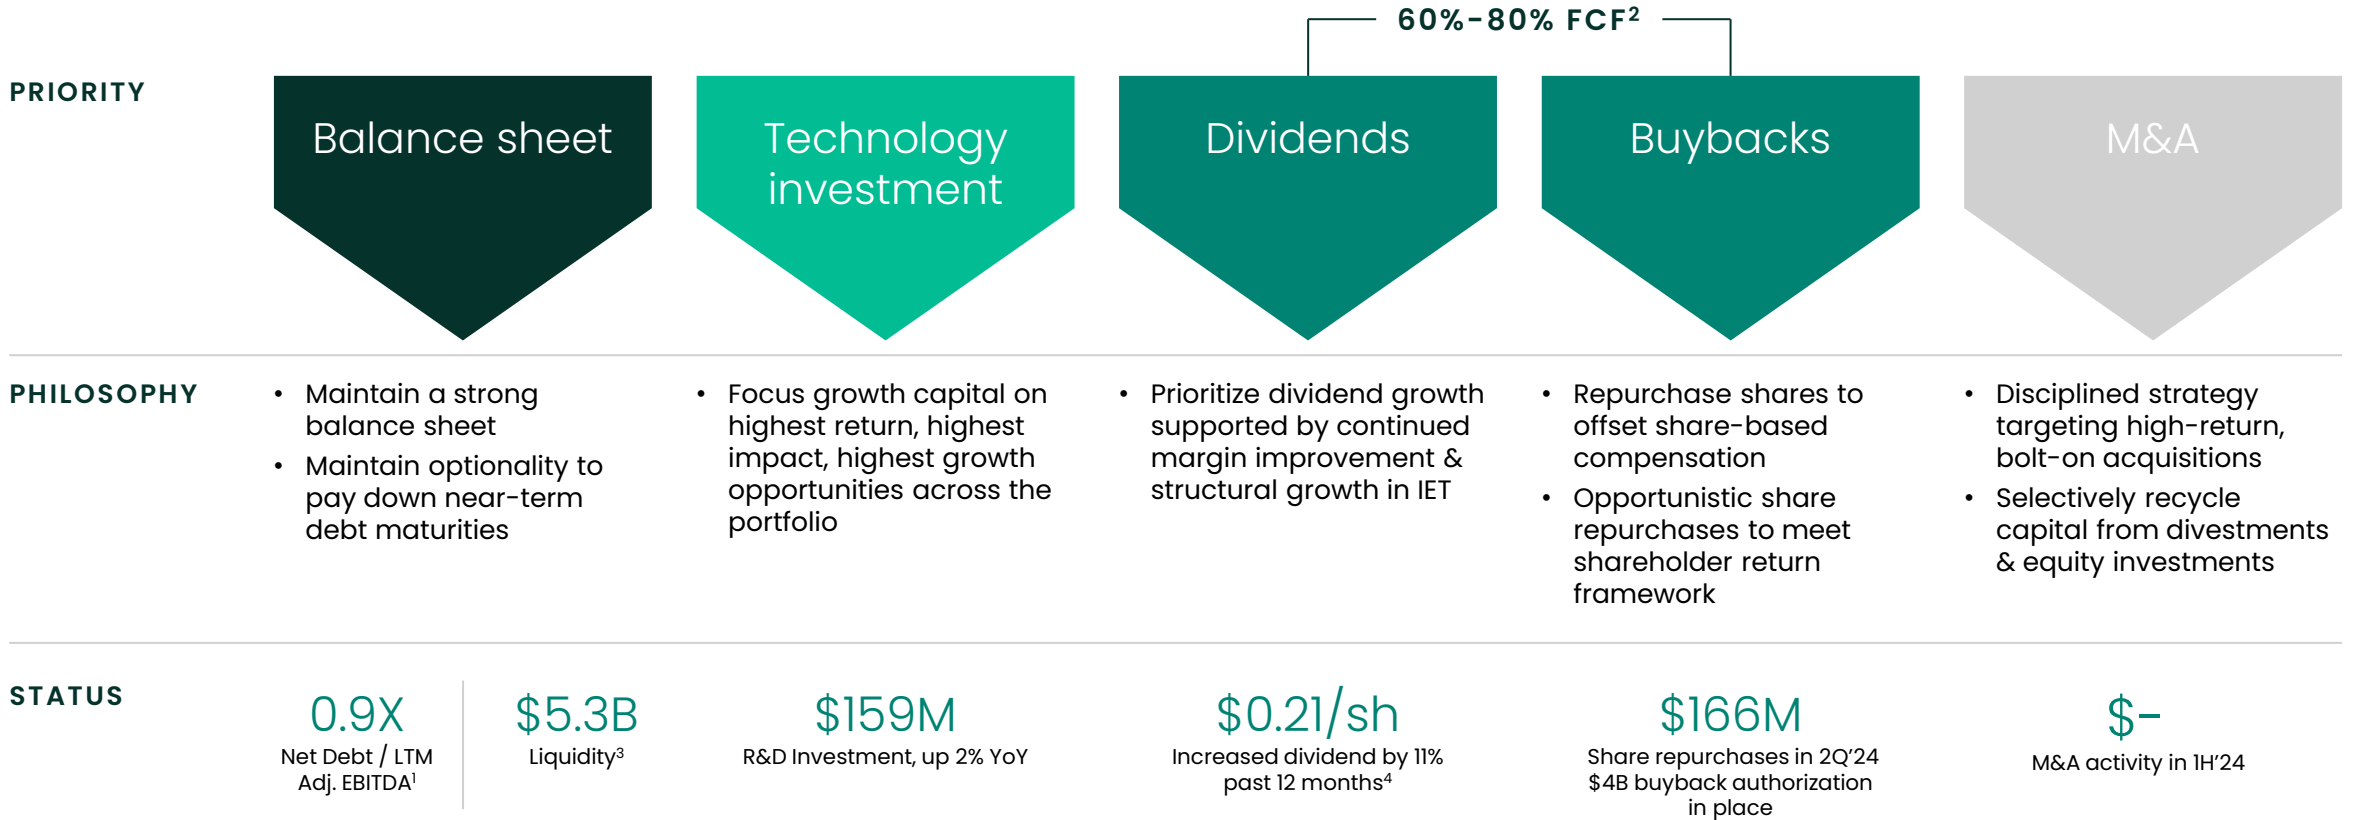 60%-80% FCF²
PRIORITY
Balance sheet
Technology
investment
Dividends
Buybacks
M&A
PHILOSOPHY
• Maintain a strong
balance sheet
• Maintain optionality to
pay down near-term
debt maturities
• Focus growth capital on
highest return, highest
impact, highest growth
opportunities across the
portfolio
• Prioritize dividend growth
supported by continued
margin improvement &
structural growth in IET
• Repurchase shares to
offset share-based
compensation
• Opportunistic share
repurchases to meet
shareholder return
framework
• Disciplined strategy
targeting high-return,
bolt-on acquisitions
• Selectively recycle
capital from divestments
& equity investments
STATUS
0.9X
Net Debt / LTM
Adj. EBITDA¹
$5.3B
Liquidity³
$159M
R&D Investment, up 2% YoY
$0.21/sh
Increased dividend by 11%
past 12 months⁴
$166M
Share repurchases in 2Q’24
$4B buyback authorization
in place
$-
M&A activity in 1H’24